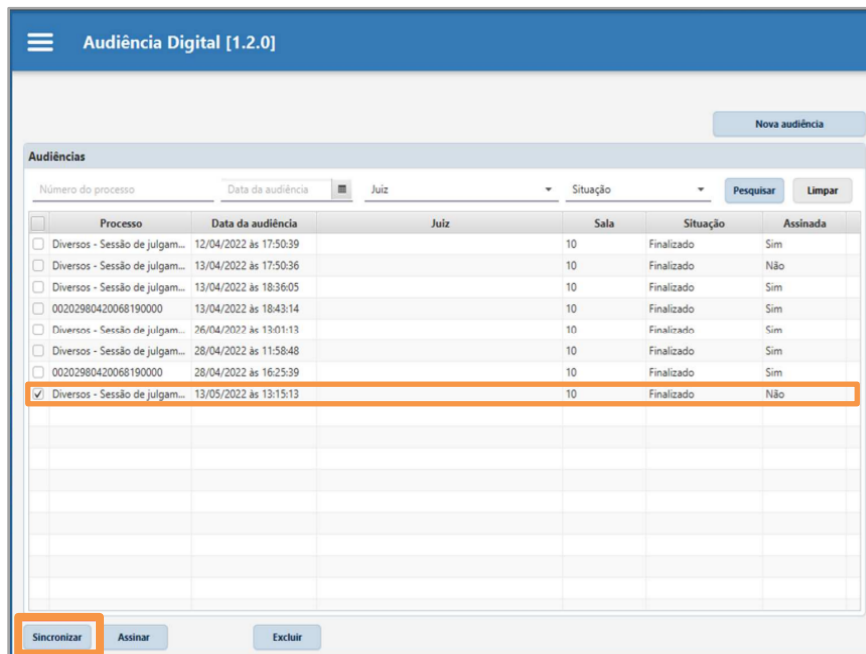 Audiência Digital [1.2.0]
Nova audiência
Audiências
Número do processo Data da audiência Juiz Situação Pesquisar Limpar
Processo Data da audiência Juiz Sala Situação Assinada
Diversos - Sessão de julgam... 12/04/2022 às 17:50:39 10 Finalizado Sim
Diversos - Sessão de julgam... 13/04/2022 às 17:50:36 10 Finalizado Não
Diversos - Sessão de julgam... 13/04/2022 às 18:36:05 10 Finalizado Sim
00202980420068190000 13/04/2022 às 18:43:14 10 Finalizado Sim
Diversos - Sessão de julgam... 26/04/2022 às 13:01:13 10 Finalizado Sim
Diversos - Sessão de julgam... 28/04/2022 às 11:58:48 10 Finalizado Sim
00202980420068190000 28/04/2022 às 16:25:39 10 Finalizado Sim
Diversos - Sessão de julgam... 13/05/2022 às 13:15:13 10 Finalizado Não
Sincronizar Assinar Excluir